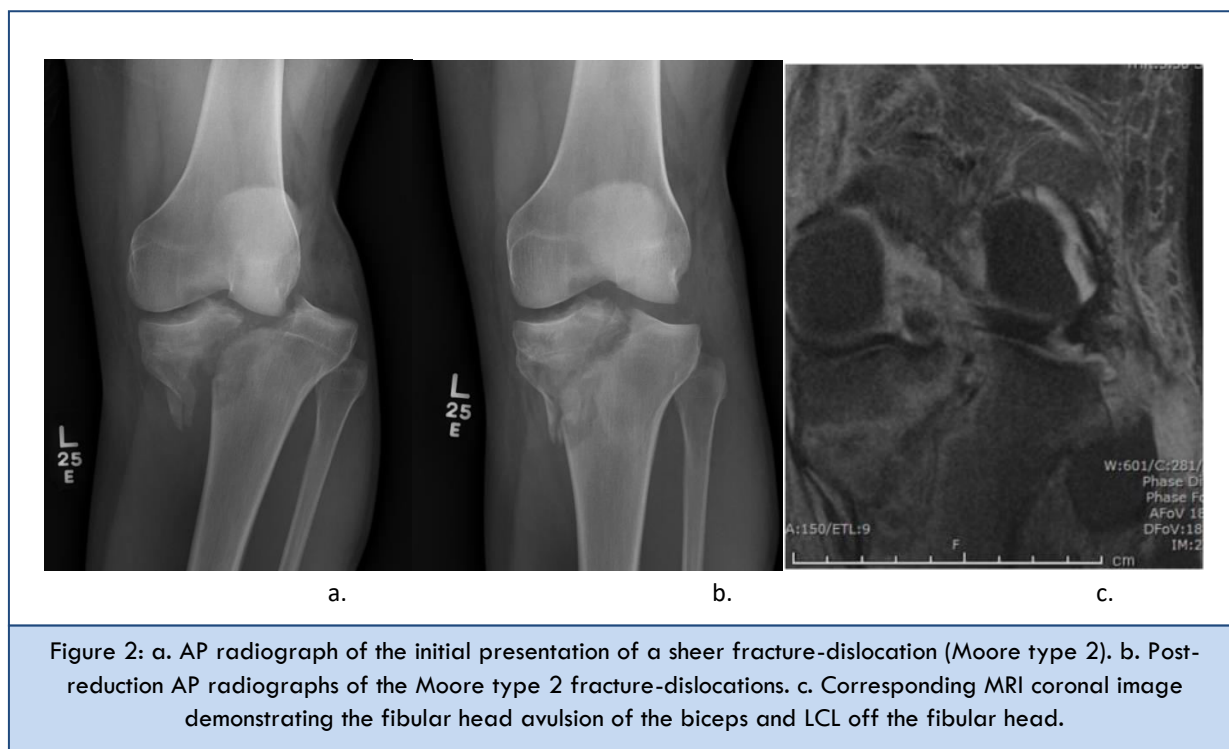 L
25
E
L
25
E
W:601/C:281/
Phase Di
Phase Fo
AFoV 18
DFoV:18
IM:2
A:150/ETL:9
F
cm
a. b. c.
Figure 2: a. AP radiograph of the initial presentation of a sheer fracture-dislocation (Moore type 2). b. Post-
reduction AP radiographs of the Moore type 2 fracture-dislocations. c. Corresponding MRI coronal image
demonstrating the fibular head avulsion of the biceps and LCL off the fibular head.